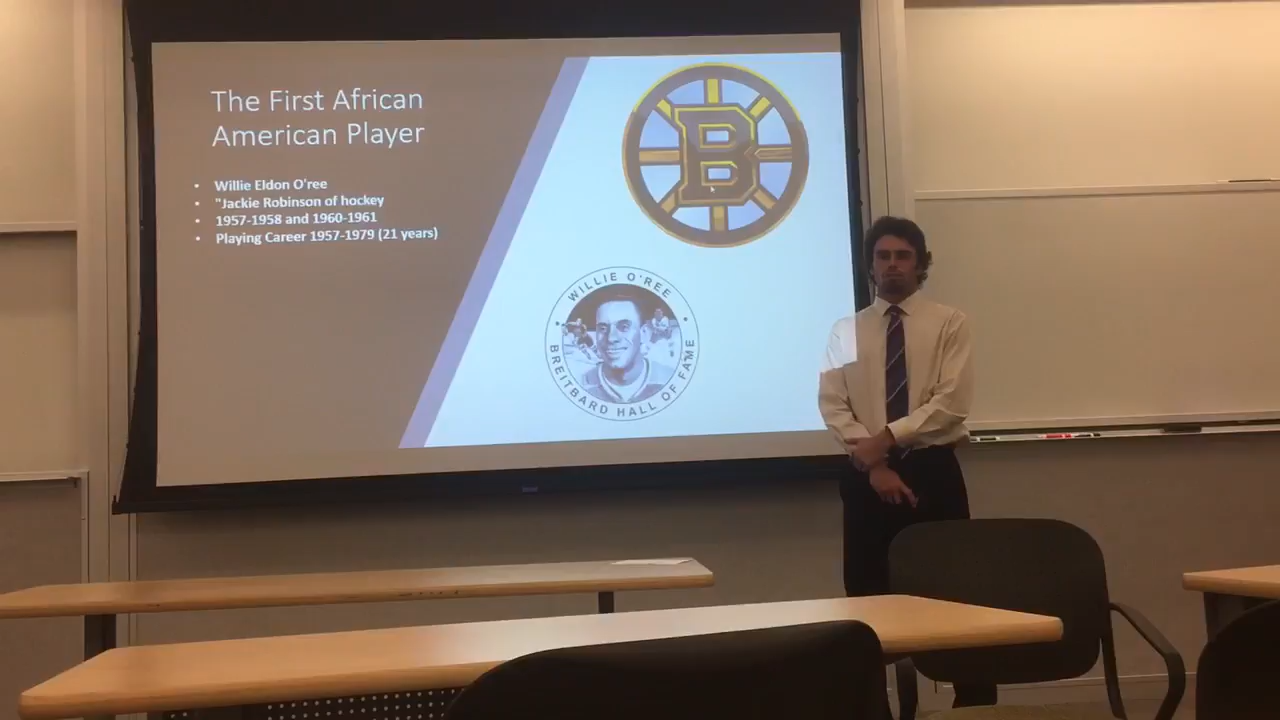 The First African
American Player
• Willie Eldon O'ree
• "Jackie Robinson of hockey
• 1957-1958 and 1960-1961
• Playing Career 1957-1979 (21 years)
B
WILLIE O'REE
BREITBARD HALL OF FAME